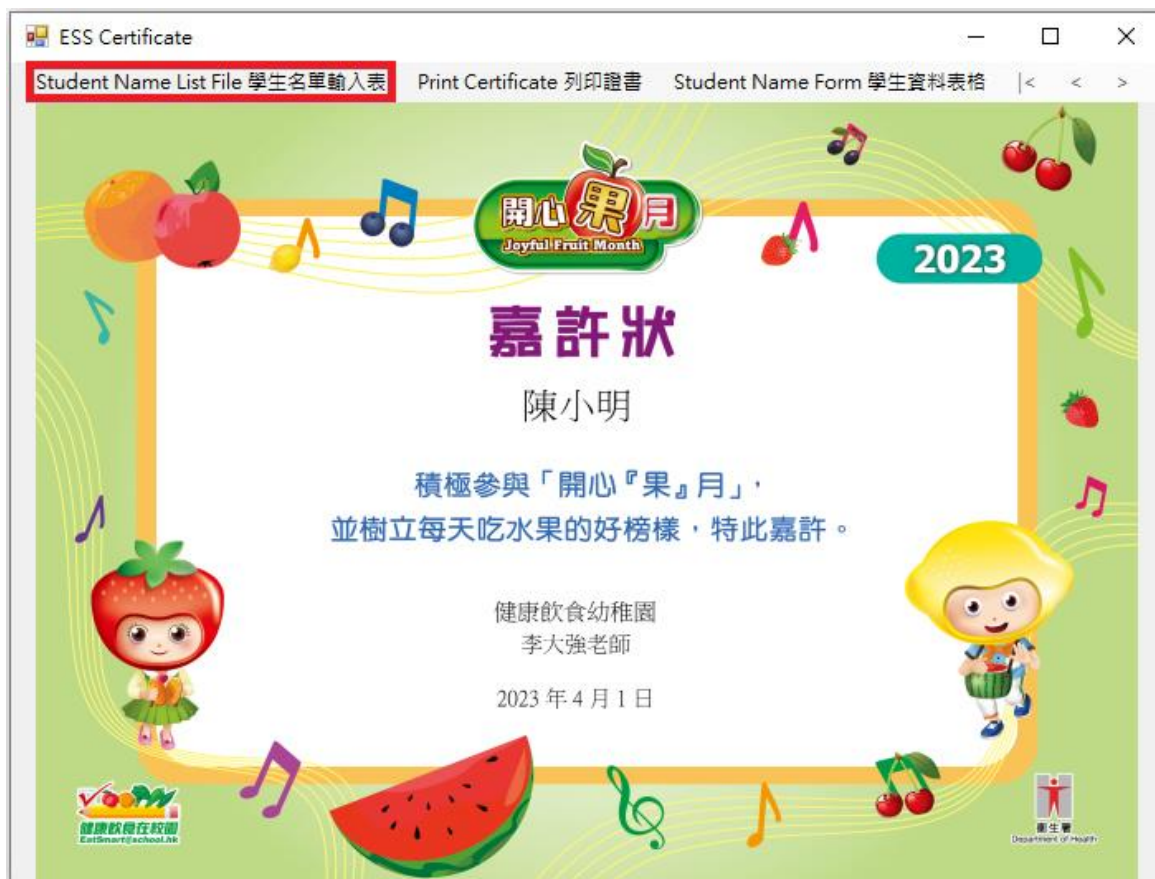 ESS Certificate
Student Name List File 學生名單輸入表 Print Certificate 列印證書 Student Name Form 學生資料表格 |< < >
開心果月
Joyful Fruit Month
2023
嘉許狀
陳小明
積極參與「開心『果』月」，
並樹立每天吃水果的好榜樣，特此嘉許。
健康飲食幼稚園
李大強老師
2023 年 4 月 1 日
健康飲食在校園
EatSmart@school.hk
衞生署
Department of Health